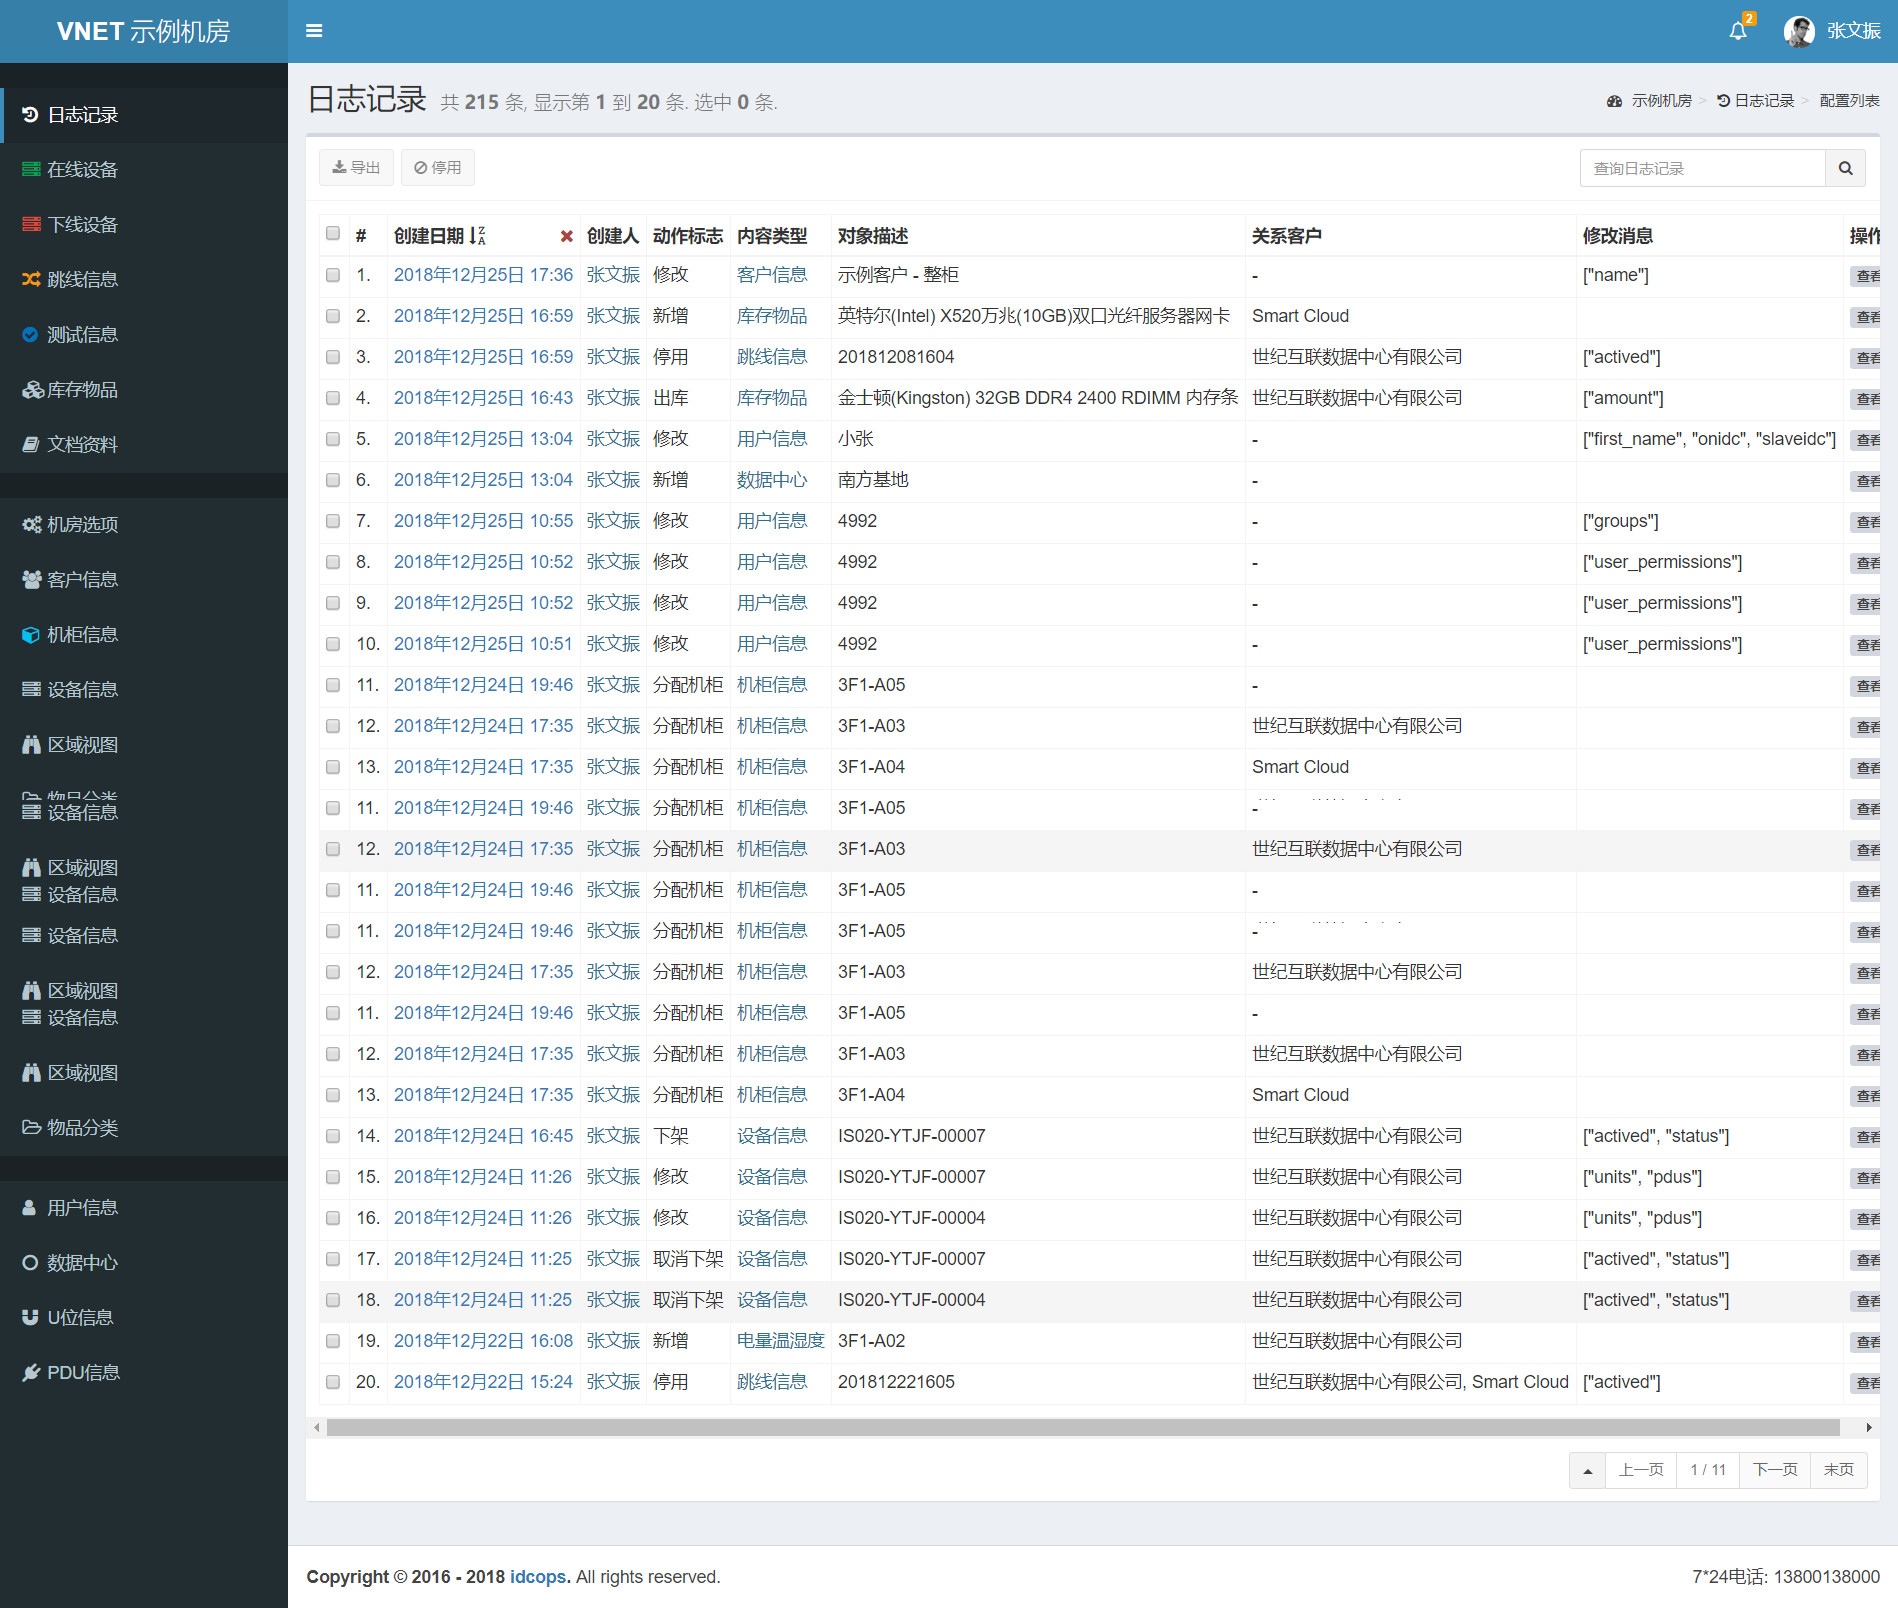 VNET 示例机房
2
张文振
日志记录
在线设备
下线设备
跳线信息
测试信息
库存物品
文档资料
机房选项
客户信息
机柜信息
设备信息
区域视图
物品分类
设备信息
区域视图
设备信息
设备信息
区域视图
设备信息
区域视图
物品分类
用户信息
数据中心
U位信息
PDU信息
日志记录 共 215 条, 显示第 1 到 20 条. 选中 0 条.
示例机房 > 日志记录 > 配置列表
导出 停用
查询日志记录
# 创建日期 创建人 动作标志 内容类型 对象描述 关系客户 修改消息 操作
1. 2018年12月25日 17:36 张文振 修改 客户信息 示例客户 - 整柜 - ["name"] 查看
2. 2018年12月25日 16:59 张文振 新增 库存物品 英特尔(Intel) X520万兆(10GB)双口光纤服务器网卡 Smart Cloud 查看
3. 2018年12月25日 16:59 张文振 停用 跳线信息 201812081604 世纪互联数据中心有限公司 ["actived"] 查看
4. 2018年12月25日 16:43 张文振 出库 库存物品 金士顿(Kingston) 32GB DDR4 2400 RDIMM 内存条 世纪互联数据中心有限公司 ["amount"] 查看
5. 2018年12月25日 13:04 张文振 修改 用户信息 小张 - ["first_name", "onidc", "slaveidc"] 查看
6. 2018年12月25日 13:04 张文振 新增 数据中心 南方基地 - 查看
7. 2018年12月25日 10:55 张文振 修改 用户信息 4992 - ["groups"] 查看
8. 2018年12月25日 10:52 张文振 修改 用户信息 4992 - ["user_permissions"] 查看
9. 2018年12月25日 10:52 张文振 修改 用户信息 4992 - ["user_permissions"] 查看
10. 2018年12月25日 10:51 张文振 修改 用户信息 4992 - ["user_permissions"] 查看
11. 2018年12月24日 19:46 张文振 分配机柜 机柜信息 3F1-A05 - 查看
12. 2018年12月24日 17:35 张文振 分配机柜 机柜信息 3F1-A03 世纪互联数据中心有限公司 查看
13. 2018年12月24日 17:35 张文振 分配机柜 机柜信息 3F1-A04 Smart Cloud 查看
11. 2018年12月24日 19:46 张文振 分配机柜 机柜信息 3F1-A05 - 查看
12. 2018年12月24日 17:35 张文振 分配机柜 机柜信息 3F1-A03 世纪互联数据中心有限公司 查看
11. 2018年12月24日 19:46 张文振 分配机柜 机柜信息 3F1-A05 - 查看
11. 2018年12月24日 19:46 张文振 分配机柜 机柜信息 3F1-A05 - 查看
12. 2018年12月24日 17:35 张文振 分配机柜 机柜信息 3F1-A03 世纪互联数据中心有限公司 查看
11. 2018年12月24日 19:46 张文振 分配机柜 机柜信息 3F1-A05 - 查看
12. 2018年12月24日 17:35 张文振 分配机柜 机柜信息 3F1-A03 世纪互联数据中心有限公司 查看
13. 2018年12月24日 17:35 张文振 分配机柜 机柜信息 3F1-A04 Smart Cloud 查看
14. 2018年12月24日 16:45 张文振 下架 设备信息 IS020-YTJF-00007 世纪互联数据中心有限公司 ["actived", "status"] 查看
15. 2018年12月24日 11:26 张文振 修改 设备信息 IS020-YTJF-00007 世纪互联数据中心有限公司 ["units", "pdus"] 查看
16. 2018年12月24日 11:26 张文振 修改 设备信息 IS020-YTJF-00004 世纪互联数据中心有限公司 ["units", "pdus"] 查看
17. 2018年12月24日 11:25 张文振 取消下架 设备信息 IS020-YTJF-00007 世纪互联数据中心有限公司 ["actived", "status"] 查看
18. 2018年12月24日 11:25 张文振 取消下架 设备信息 IS020-YTJF-00004 世纪互联数据中心有限公司 ["actived", "status"] 查看
19. 2018年12月22日 16:08 张文振 新增 电量温湿度 3F1-A02 世纪互联数据中心有限公司 查看
20. 2018年12月22日 15:24 张文振 停用 跳线信息 201812221605 世纪互联数据中心有限公司, Smart Cloud ["actived"] 查看
上一页 1 / 11 下一页 末页
Copyright © 2016 - 2018 idcops. All rights reserved.
7*24电话: 13800138000